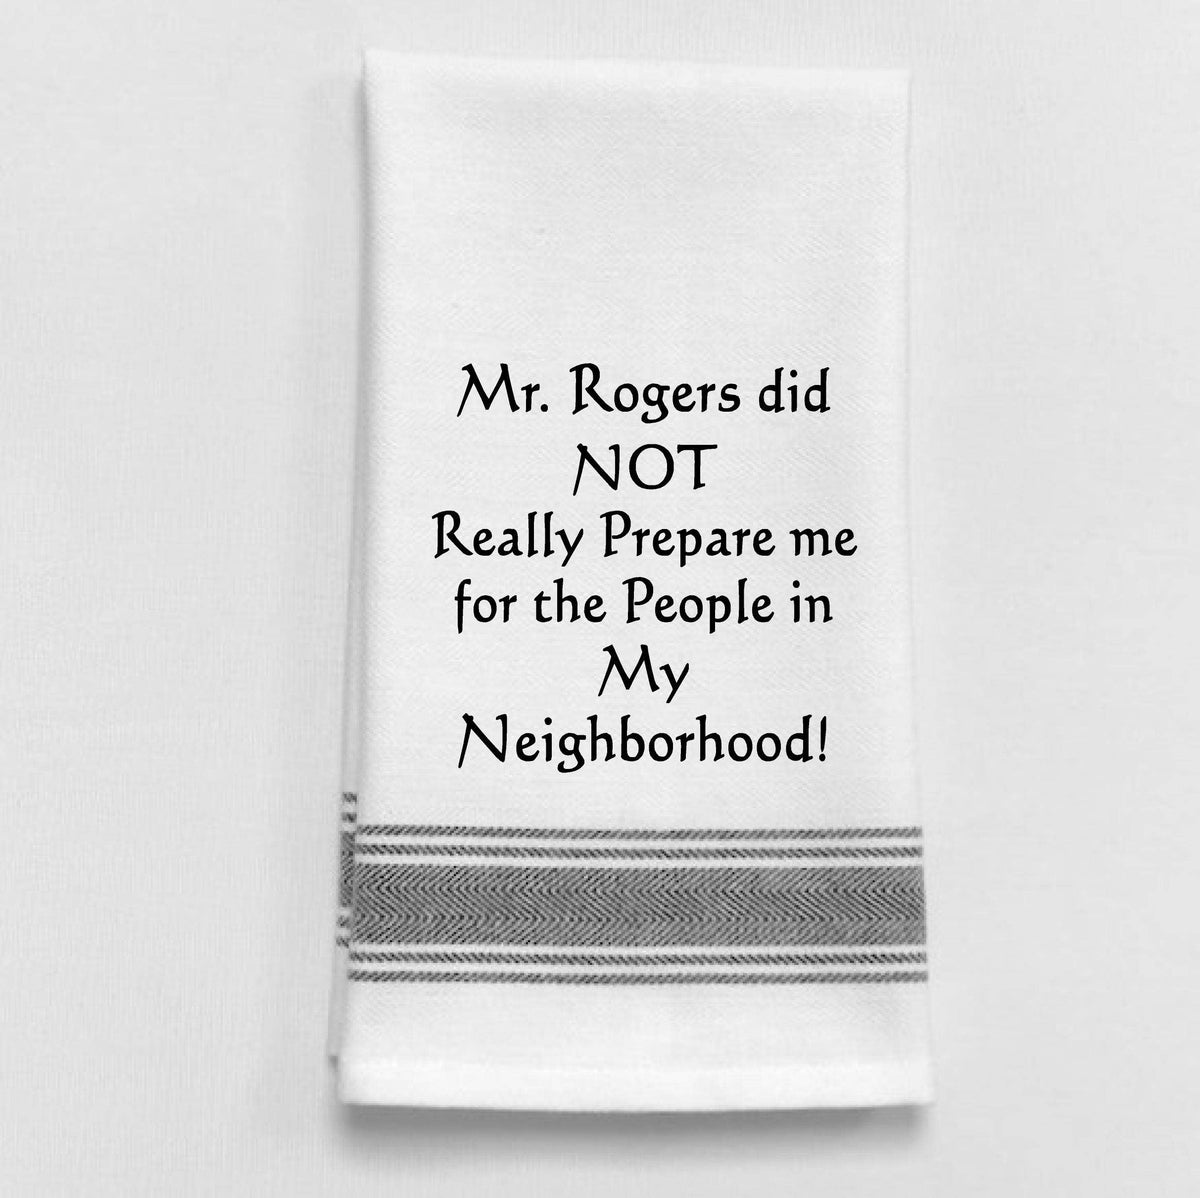 Mr. Rogers did
NOT
Really Prepare me
for the People in
My
Neighborhood!